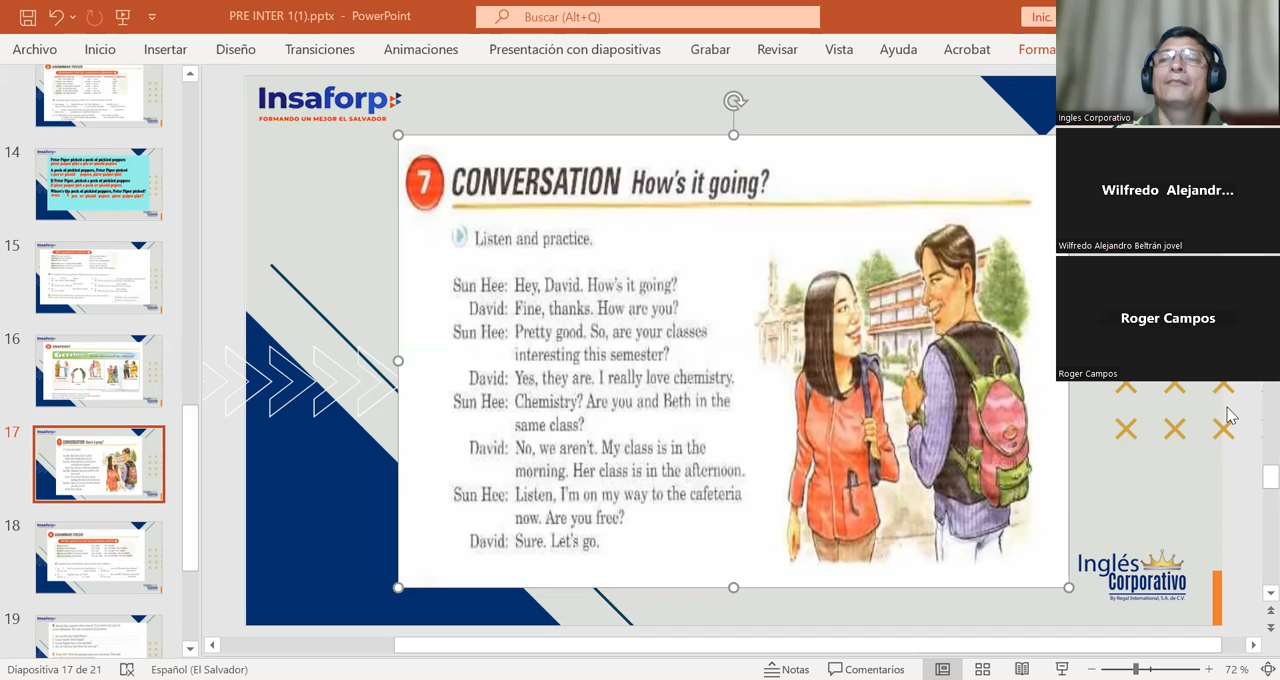 PRE INTER 1(1).pptx - PowerPoint
Buscar (Alt+Q)
Inic.
Archivo Inicio Insertar Diseño Transiciones Animaciones Presentación con diapositivas Grabar Revisar Vista Ayuda Acrobat Forma
Ingles Corporativo
Wilfredo Alejandr...
Wilfredo Alejandro Beltrán jovel
Roger Campos
Roger Campos
14
15
16
17
18
19
Insaforp
FORMANDO UN MEJOR EL SALVADOR
7 CONVERSATION How's it going?
Listen and practice.
Sun Hee: Hey, David. How's it going?
David: Fine, thanks. How are you?
Sun Hee: Pretty good. So, are your classes
interesting this semester?
David: Yes, they are. I really love chemistry.
Sun Hee: Chemistry? Are you and Beth in the
same class?
David: No, we aren't. My class is in the
morning. Her class is in the afternoon.
Sun Hee: Listen, I'm on my way to the cafeteria
now. Are you free?
David: Sure. Let's go.
Inglés
Corporativo
By Regal International, S.A. de C.V.
Diapositiva 17 de 21
Español (El Salvador)
Notas
Comentarios
72 %